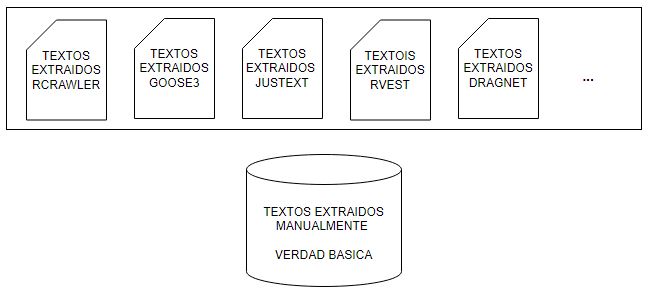 TEXTOS
EXTRAIDOS
RCRAWLER
TEXTOS
EXTRAIDOS
GOOSE3
TEXTOS
EXTRAIDOS
JUSTEXT
TEXTOIS
EXTRAIDOS
RVEST
TEXTOS
EXTRAIDOS
DRAGNET
...
TEXTOS EXTRAIDOS
MANUALMENTE
VERDAD BASICA